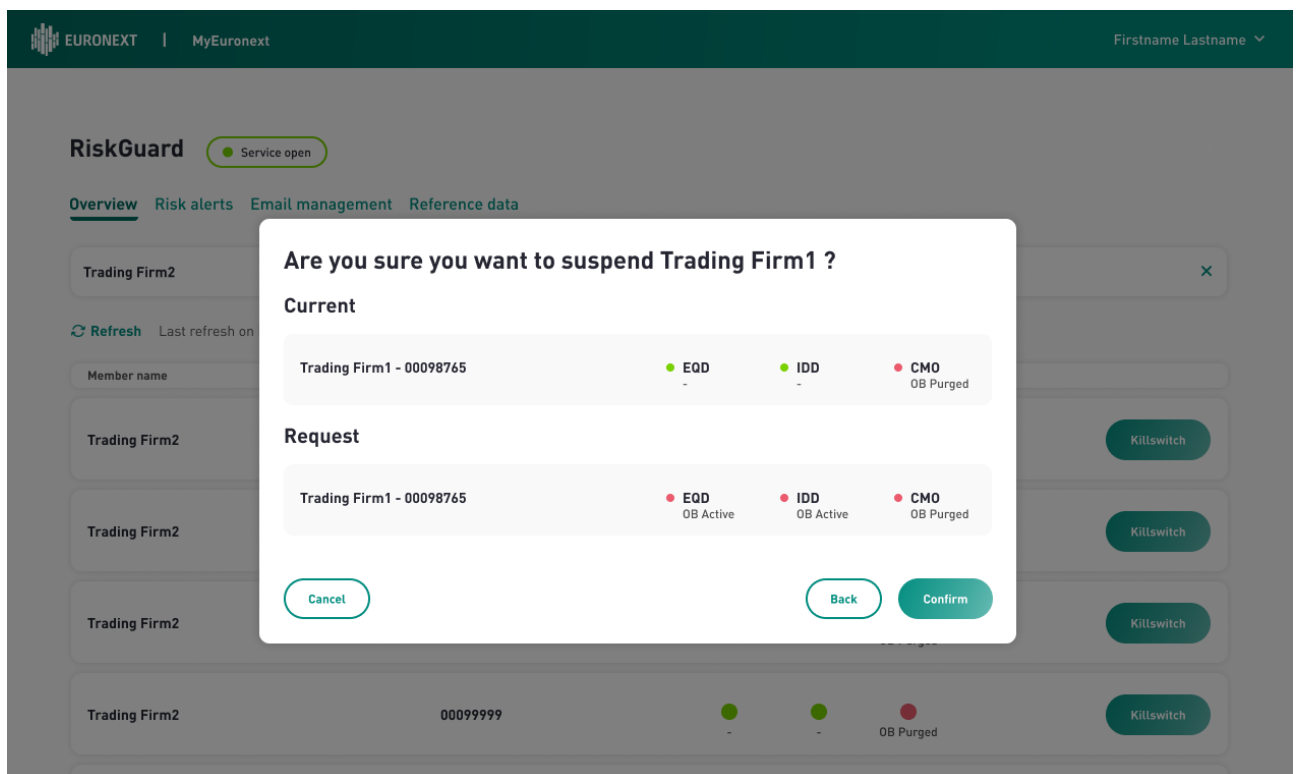 EURONEXT | MyEuronext Firstname Lastname
RiskGuard Service open
Overview Risk alerts Email management Reference data
Trading Firm2
Refresh Last refresh on
Member name
Trading Firm2 Killswitch
Trading Firm2 Killswitch
Trading Firm2 Killswitch
Are you sure you want to suspend Trading Firm1 ?
Current
Trading Firm1 - 00098765 EQD IDD CMO
- - OB Purged
Request
Trading Firm1 - 00098765 EQD IDD CMO
OB Active OB Active OB Purged
Cancel Back Confirm
Trading Firm2 00099999 Killswitch
- - OB Purged